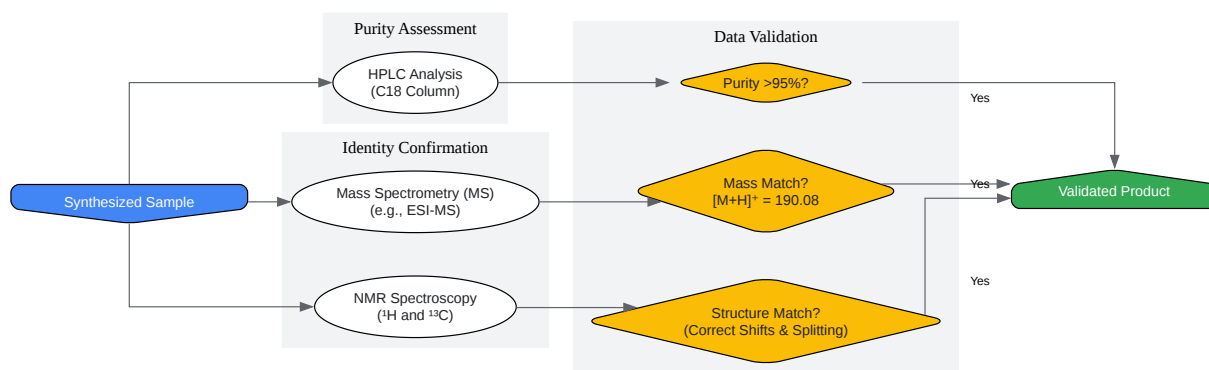 Purity Assessment
HPLC Analysis
(C18 Column)
Data Validation
Purity >95%?
Yes
Identity Confirmation
Synthesized Sample
Mass Spectrometry (MS)
(e.g., ESI-MS)
Mass Match?
[M+H]⁺ = 190.08
Yes
Validated Product
NMR Spectroscopy
(¹H and ¹³C)
Structure Match?
(Correct Shifts & Splitting)
Yes